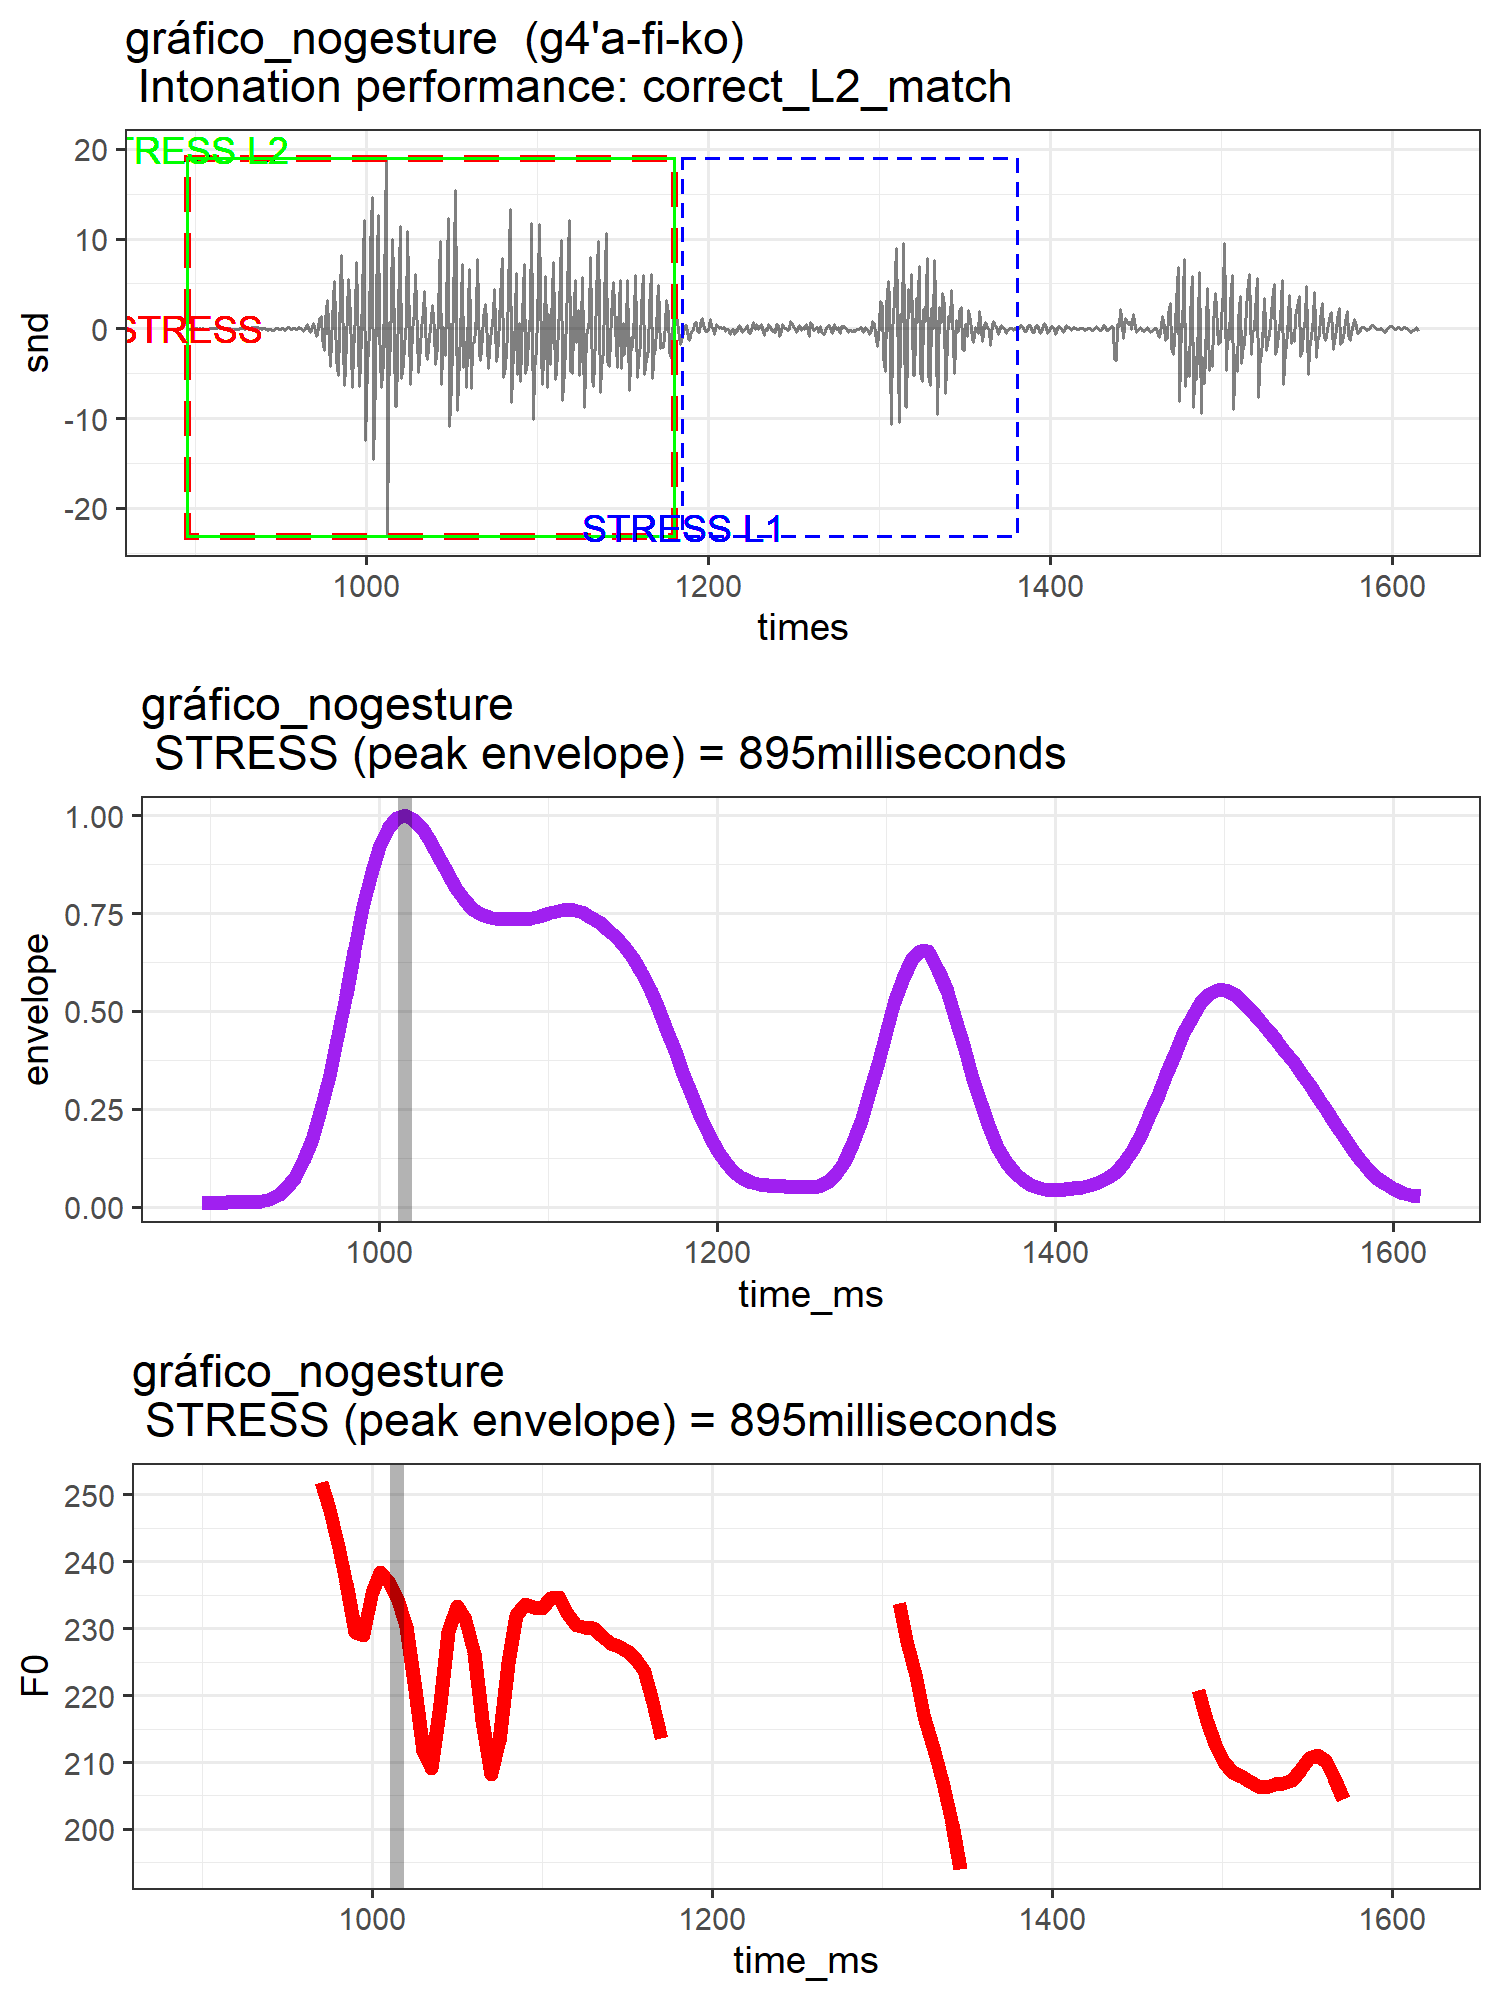 gráfico_nogesture  (g4'a-fi-ko)
Intonation performance: correct_L2_match
20
10
0
-10
-20
snd
TRESS L2
STRESS
STRESS L1
1000
1200
1400
1600
times
gráfico_nogesture
STRESS (peak envelope) = 895milliseconds
1.00
0.75
0.50
0.25
0.00
envelope
1000
1200
1400
1600
time_ms
gráfico_nogesture
STRESS (peak envelope) = 895milliseconds
250
240
230
220
210
200
F0
1000
1200
1400
1600
time_ms